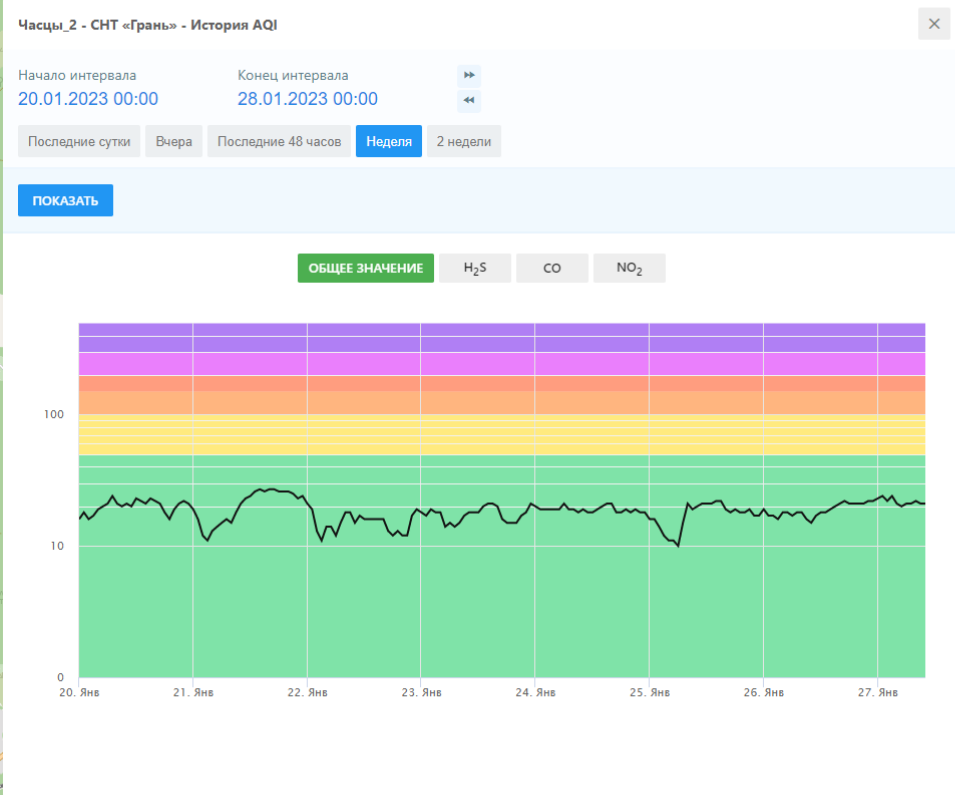 Часцы_2 - СНТ «Грань» - История AQI
Начало интервала Конец интервала
20.01.2023 00:00 28.01.2023 00:00
Последние сутки Вчера Последние 48 часов Неделя 2 недели
ПОКАЗАТЬ
ОБЩЕЕ ЗНАЧЕНИЕ H₂S CO NO₂
100
10
0
20. Янв 21. Янв 22. Янв 23. Янв 24. Янв 25. Янв 26. Янв 27. Янв